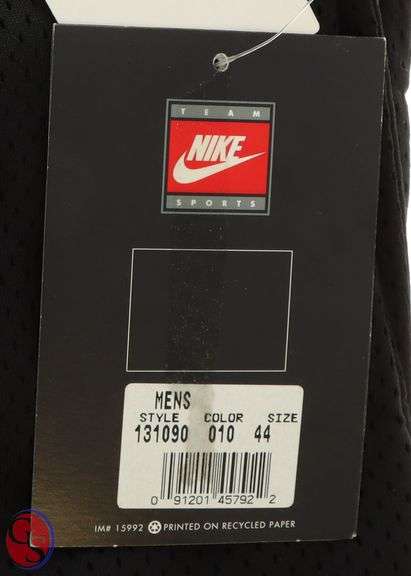 TEAM
NIKE
SPORTS
MENS
STYLE COLOR SIZE
131090 010 44
0 91201 45792 2
IM# 15992 PRINTED ON RECYCLED PAPER